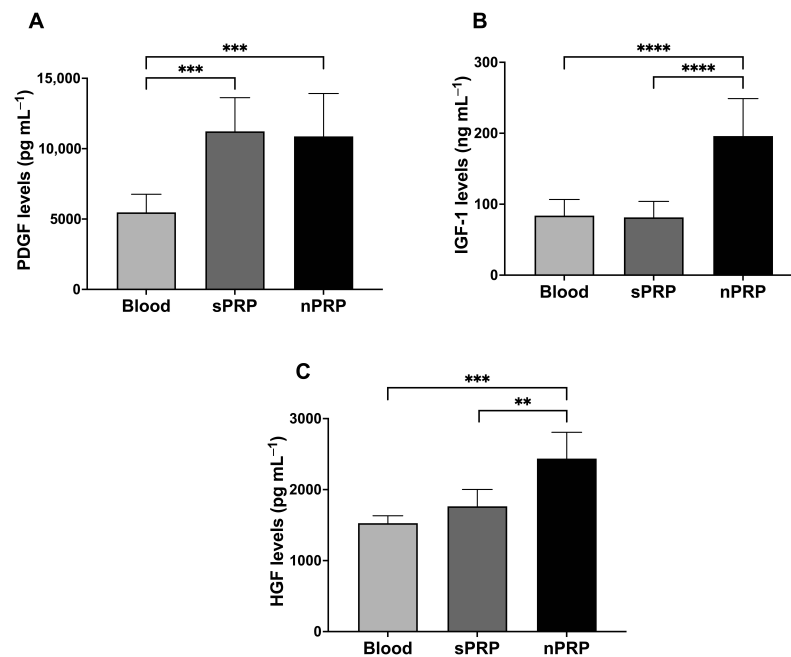 A
PDGF levels (pg mL⁻¹)
***
***
15,000
10,000
5000
0
Blood sPRP nPRP
B
IGF-1 levels (ng mL⁻¹)
****
****
300
200
100
0
Blood sPRP nPRP
C
HGF levels (pg mL⁻¹)
***
**
3000
2000
1000
0
Blood sPRP nPRP